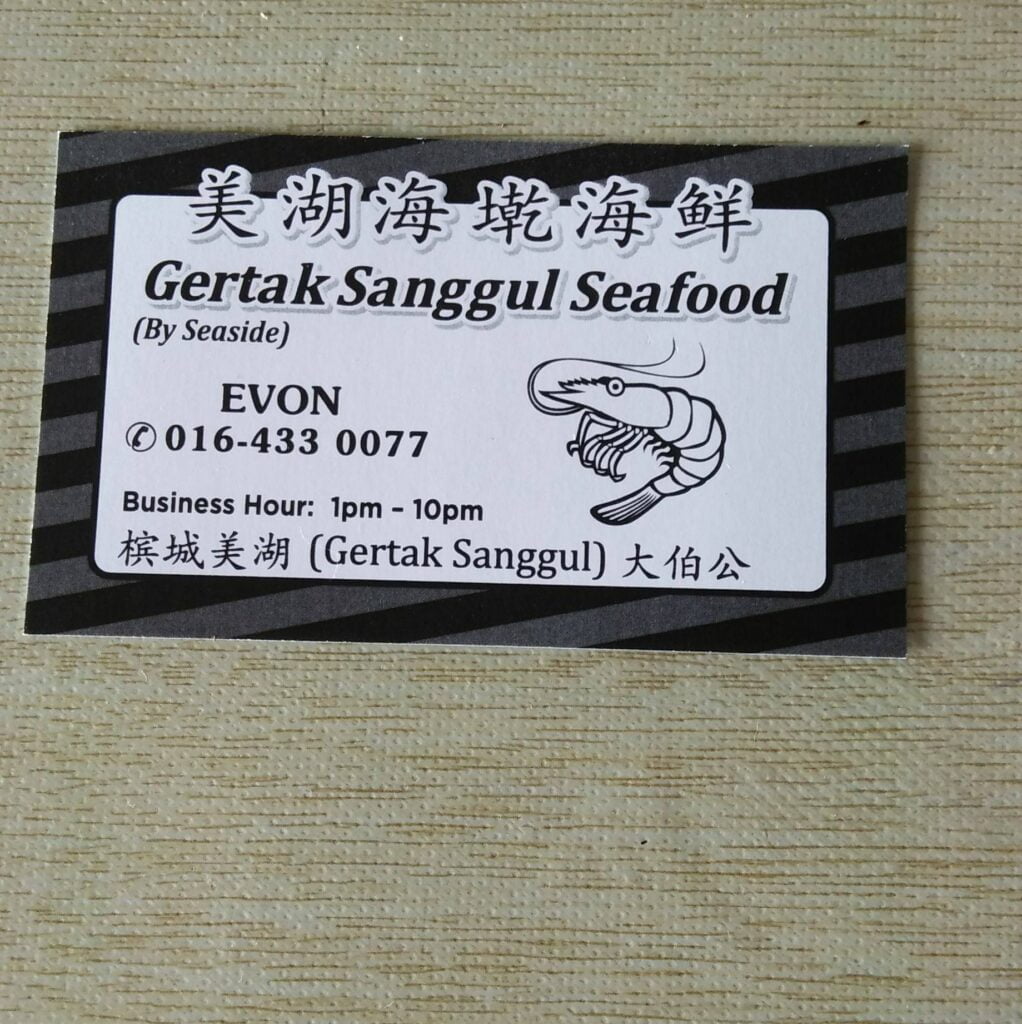 美湖海墘海鲜
Gertak Sanggul Seafood
(By Seaside)
EVON
✆ 016-433 0077
Business Hour: 1pm - 10pm
槟城美湖 (Gertak Sanggul) 大伯公